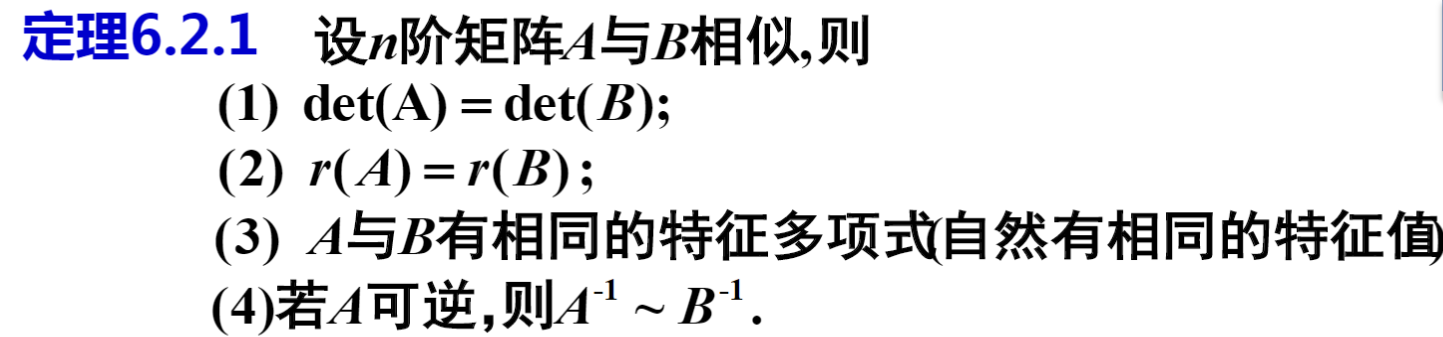 定理6.2.1 设n阶矩阵A与B相似,则
(1) det(A) = det(B);
(2) r(A) = r(B);
(3) A与B有相同的特征多项式(自然有相同的特征值)
(4)若A可逆,则A⁻¹ ~ B⁻¹.